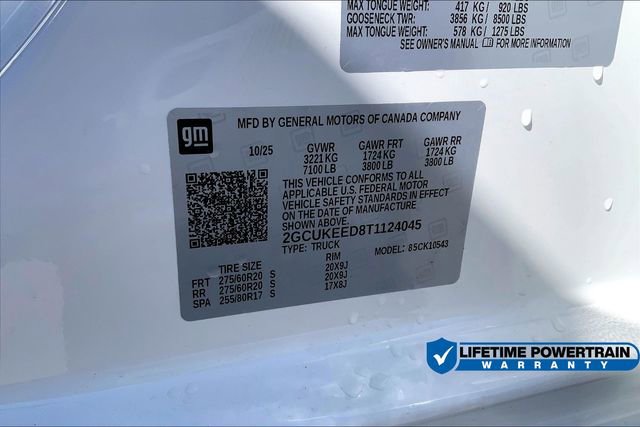 MAX TONGUE WEIGHT: 417 KG / 920 LBS
GOOSENECK TWR: 3856 KG / 8500 LBS
MAX TONGUE WEIGHT: 578 KG / 1275 LBS
SEE OWNER'S MANUAL FOR MORE INFORMATION
gm
MFD BY GENERAL MOTORS OF CANADA COMPANY
10/25 GVWR GAWR FRT GAWR RR
3221 KG 1724 KG 1724 KG
7100 LB 3800 LB 3800 LB
THIS VEHICLE CONFORMS TO ALL
APPLICABLE U.S. FEDERAL MOTOR
VEHICLE SAFETY STANDARDS IN EFFECT
ON THE DATE OF MANUFACTURE
SHOWN ABOVE.
2GCUKEED8T1124045
TYPE: TRUCK MODEL: 85CK10543
TIRE SIZE RIM
FRT 275/60R20 S 20X9J
RR 275/60R20 S 20X9J
SPA 255/80R17 S 17X8J
LIFETIME POWERTRAIN
WARRANTY